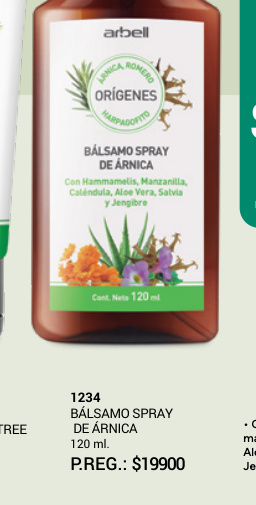 arbell
ARNICA, ROMERO
ORÍGENES
HARPAGOFITO
BÁLSAMO SPRAY
DE ÁRNICA
Con Hammamelis, Manzanilla,
Caléndula, Aloe Vera, Salvia
y Jengibre
Cont. Neto 120 ml
TREE
1234
BÁLSAMO SPRAY
DE ÁRNICA
120 ml.
P.REG.: $19900